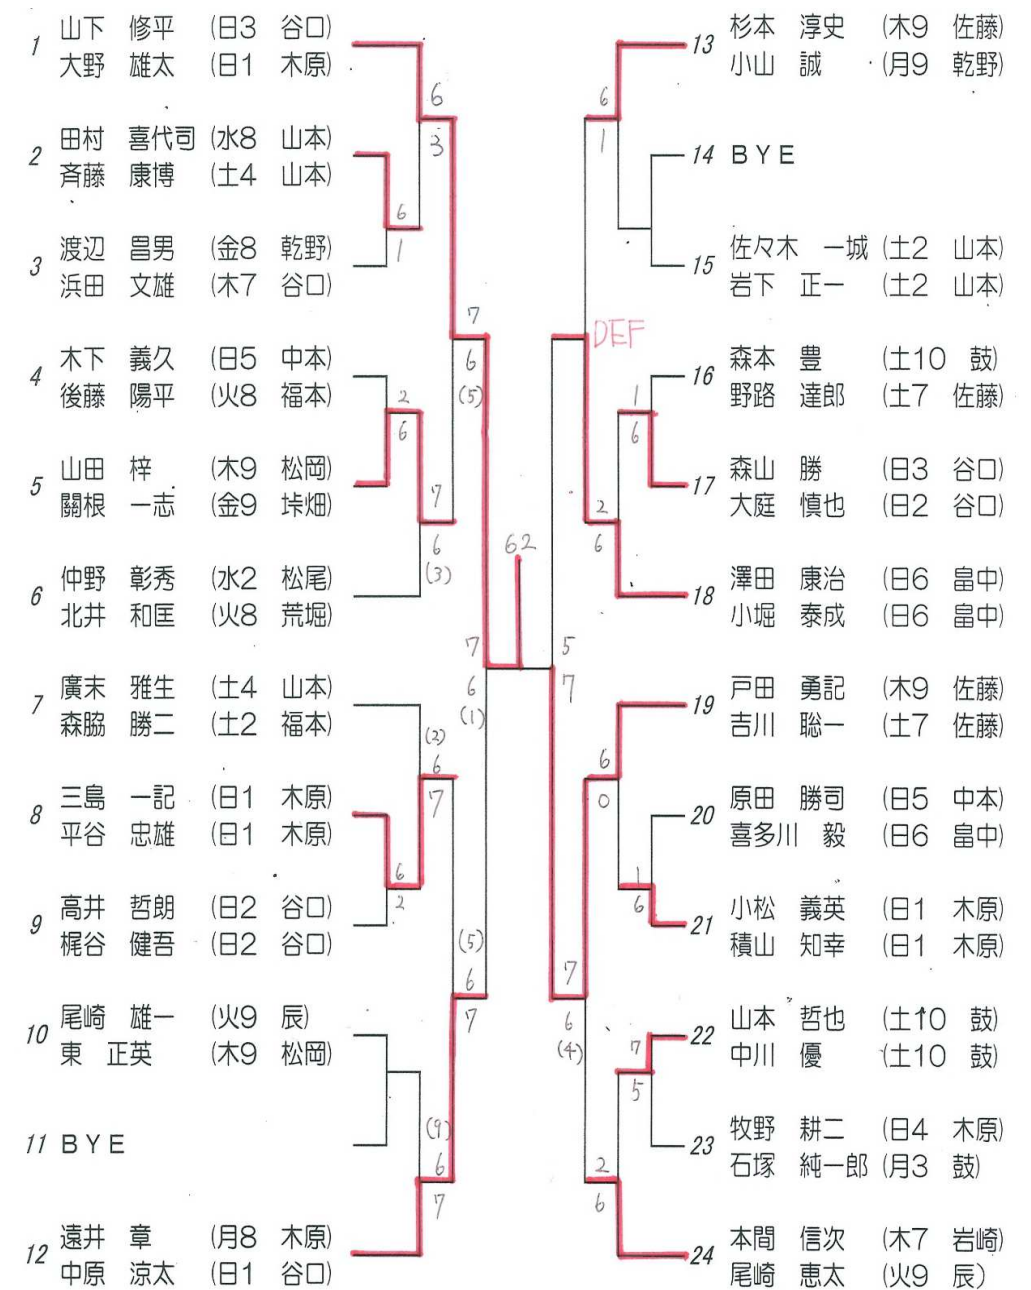 1 山下 修平 (日3 谷口)
大野 雄太 (日1 木原)
2 田村 喜代司 (水8 山本)
斉藤 康博 (土4 山本)
3 渡辺 昌男 (金8 乾野)
浜田 文雄 (木7 谷口)
4 木下 義久 (日5 中本)
後藤 陽平 (火8 福本)
5 山田 梓 (木9 松岡)
關根 一志 (金9 垰畑)
6 仲野 彰秀 (水2 松尾)
北井 和匡 (火8 荒堀)
7 廣末 雅生 (土4 山本)
森脇 勝二 (土2 福本)
8 三島 一記 (日1 木原)
平谷 忠雄 (日1 木原)
9 高井 哲朗 (日2 谷口)
梶谷 健吾 (日2 谷口)
10 尾崎 雄一 (火9 辰)
東 正英 (木9 松岡)
11 BYE
12 遠井 章 (月8 木原)
中原 涼太 (日1 谷口)
6
3
6
1
7
6
(5)
2
6
7
6
(3)
62
7
6
(1)
(2)
6
7
6
2
(5)
6
7
(9)
6
7
13 杉本 淳史 (木9 佐藤)
小山 誠 (月9 乾野)
14 BYE
15 佐々木 一城 (土2 山本)
岩下 正一 (土2 山本)
16 森本 豊 (土10 鼓)
野路 達郎 (土7 佐藤)
17 森山 勝 (日3 谷口)
大庭 慎也 (日2 谷口)
18 澤田 康治 (日6 畠中)
小堀 泰成 (日6 畠中)
19 戸田 勇記 (木9 佐藤)
吉川 聡一 (土7 佐藤)
20 原田 勝司 (日5 中本)
喜多川 毅 (日6 畠中)
21 小松 義英 (日1 木原)
積山 知幸 (日1 木原)
22 山本 哲也 (土10 鼓)
中川 優 (土10 鼓)
23 牧野 耕二 (日4 木原)
石塚 純一郎 (月3 鼓)
24 本間 信次 (木7 岩崎)
尾崎 恵太 (火9 辰)
6
1
DEF
1
6
2
6
5
7
6
0
1
6
7
6
(4)
7
5
2
6